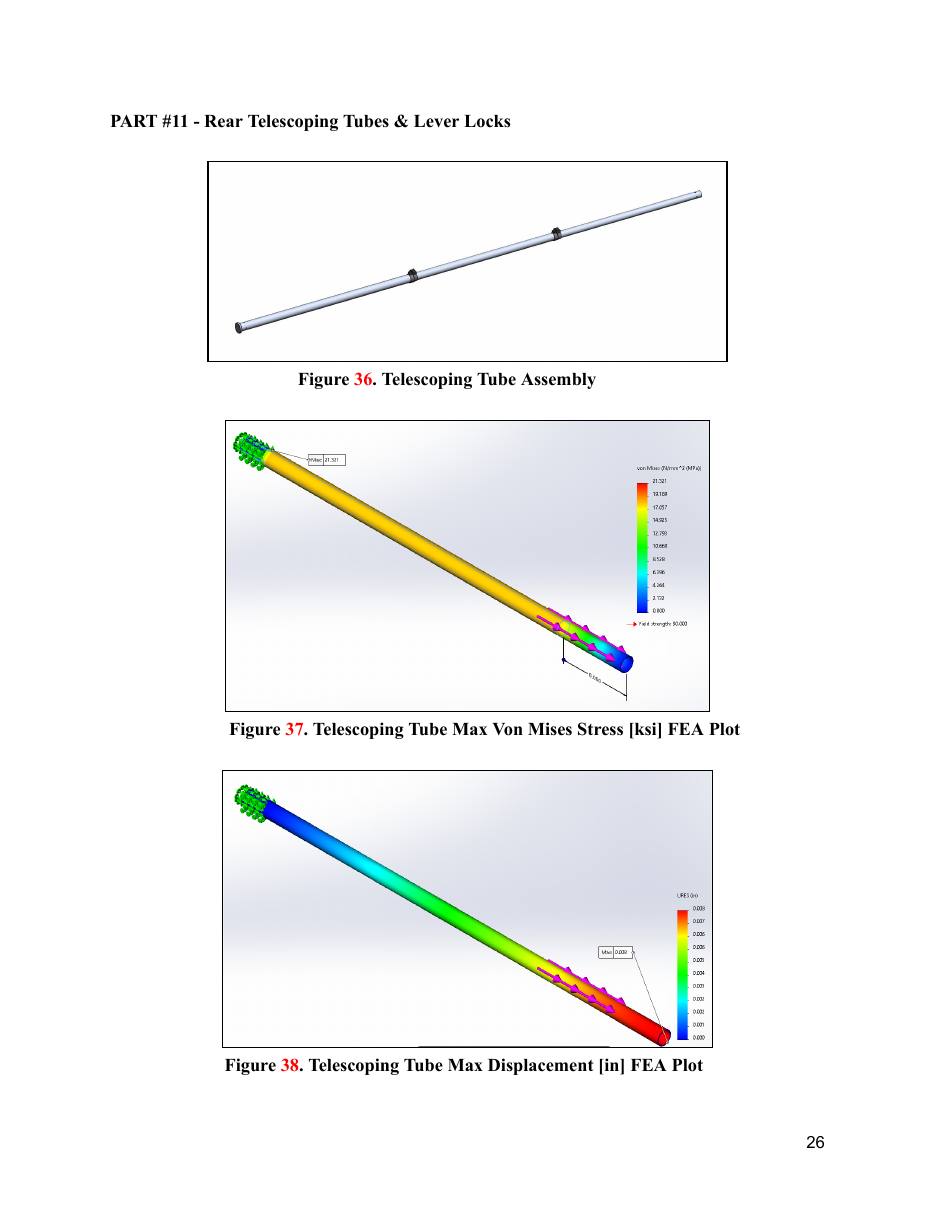 PART #11 - Rear Telescoping Tubes & Lever Locks
Figure 36. Telescoping Tube Assembly
Max: 21.321
von Mises (N/mm^2 (MPa))
21.321
19.189
17.057
14.925
12.793
10.660
8.528
6.396
4.264
2.132
0.000
Yield strength: 50.000
Figure 37. Telescoping Tube Max Von Mises Stress [ksi] FEA Plot
URES (in)
0.008
0.007
0.006
0.006
0.005
0.004
0.003
0.002
0.002
0.001
0.000
Max: 0.008
Figure 38. Telescoping Tube Max Displacement [in] FEA Plot
26